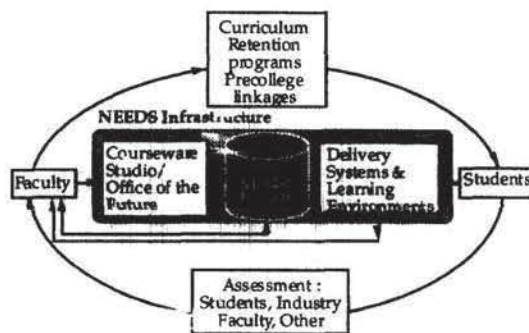 Curriculum
Retention
programs
Precollege
linkages
NEEDS Infrastructure
Courseware
Studio/
Office of the
Future
Delivery
Systems &
Learning
Environments
Faculty
Students
Assessment :
Students, Industry
Faculty, Other